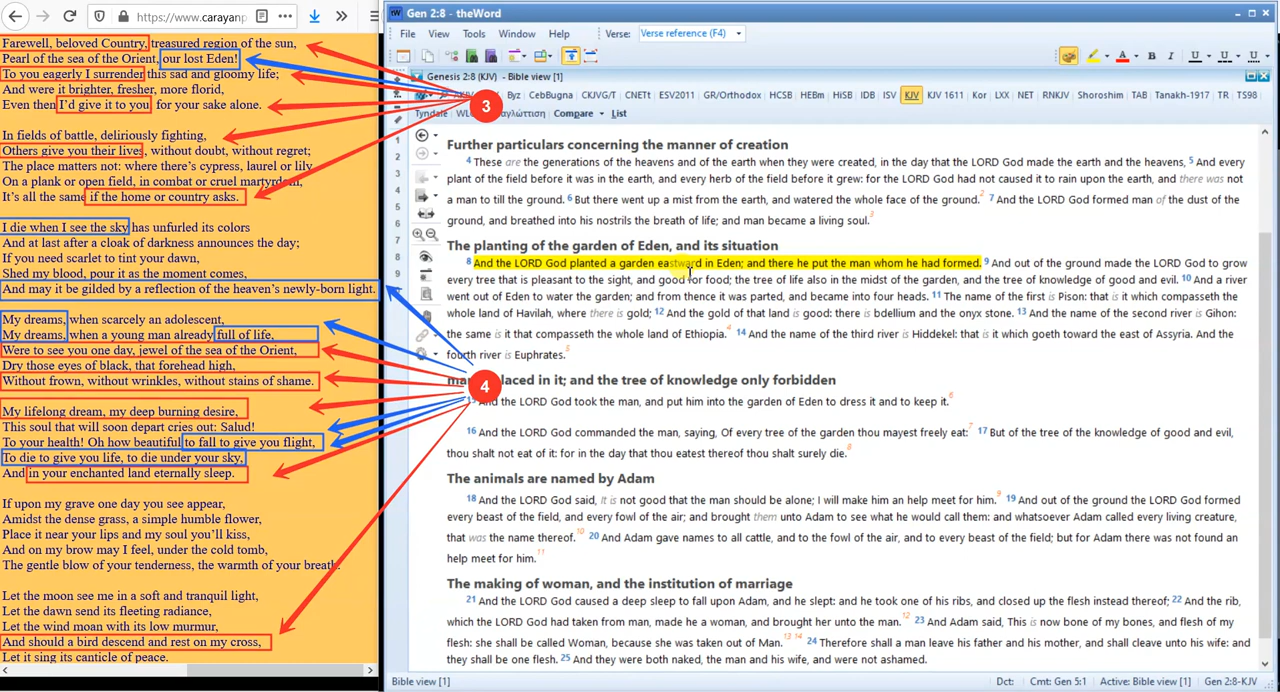 https://www.carayanp
Farewell, beloved Country, treasured region of the sun,
Pearl of the sea of the Orient, our lost Eden!
To you eagerly I surrender this sad and gloomy life;
And were it brighter, fresher, more florid,
Even then I'd give it to you for your sake alone.
In fields of battle, deliriously fighting,
Others give you their lives, without doubt, without regret;
The place matters not: where there's cypress, laurel or lily,
On a plank or open field, in combat or cruel martyrdom,
It's all the same if the home or country asks.
I die when I see the sky has unfurled its colors
And at last after a cloak of darkness announces the day;
If you need scarlet to tint your dawn,
Shed my blood, pour it as the moment comes,
And may it be gilded by a reflection of the heaven's newly-born light.
My dreams, when scarcely an adolescent,
My dreams, when a young man already full of life,
Were to see you one day, jewel of the sea of the Orient,
Dry those eyes of black, that forehead high,
Without frown, without wrinkles, without stains of shame.
My lifelong dream, my deep burning desire,
This soul that will soon depart cries out: Salud!
To your health! Oh how beautiful to fall to give you flight,
To die to give you life, to die under your sky,
And in your enchanted land eternally sleep.
If upon my grave one day you see appear,
Amidst the dense grass, a simple humble flower,
Place it near your lips and my soul you'll kiss,
And on my brow may I feel, under the cold tomb,
The gentle blow of your tenderness, the warmth of your breath.
Let the moon see me in a soft and tranquil light,
Let the dawn send its fleeting radiance,
Let the wind moan with its low murmur,
And should a bird descend and rest on my cross,
Let it sing its canticle of peace.
3
4
Gen 2:8 - theWord
File View Tools Window Help Verse: Verse reference (F4)
Genesis 2:8 (KJV) - Bible view [1]
Byz CebBugna CKJVG/T CNETt ESV2011 GR/Orthodox HCSB HEBm HiSB IDB ISV KJV KJV 1611 Kor LXX NET RNKJV Shoroshim TAB Tanakh-1917 TR TS98
Tyndale Compare List
1
2
3
4
5
6
7
8
9
Further particulars concerning the manner of creation
4 These are the generations of the heavens and of the earth when they were created, in the day that the LORD God made the earth and the heavens, 5 And every
plant of the field before it was in the earth, and every herb of the field before it grew: for the LORD God had not caused it to rain upon the earth, and there was not
a man to till the ground. 6 But there went up a mist from the earth, and watered the whole face of the ground. 2 7 And the LORD God formed man of the dust of the
ground, and breathed into his nostrils the breath of life; and man became a living soul. 3
The planting of the garden of Eden, and its situation
8 And the LORD God planted a garden eastward in Eden; and there he put the man whom he had formed. 9 And out of the ground made the LORD God to grow
every tree that is pleasant to the sight, and good for food; the tree of life also in the midst of the garden, and the tree of knowledge of good and evil. 10 And a river
went out of Eden to water the garden; and from thence it was parted, and became into four heads. 11 The name of the first is Pison: that is it which compasseth the
whole land of Havilah, where there is gold; 12 And the gold of that land is good: there is bdellium and the onyx stone. 13 And the name of the second river is Gihon:
the same is it that compasseth the whole land of Ethiopia. 4 14 And the name of the third river is Hiddekel: that is it which goeth toward the east of Assyria. And the
fourth river is Euphrates. 5
man placed in it; and the tree of knowledge only forbidden
15 And the LORD God took the man, and put him into the garden of Eden to dress it and to keep it. 6
16 And the LORD God commanded the man, saying, Of every tree of the garden thou mayest freely eat: 7 17 But of the tree of the knowledge of good and evil,
thou shalt not eat of it: for in the day that thou eatest thereof thou shalt surely die. 8
The animals are named by Adam
18 And the LORD God said, It is not good that the man should be alone; I will make him an help meet for him. 9 19 And out of the ground the LORD God formed
every beast of the field, and every fowl of the air; and brought them unto Adam to see what he would call them: and whatsoever Adam called every living creature,
that was the name thereof. 10 20 And Adam gave names to all cattle, and to the fowl of the air, and to every beast of the field; but for Adam there was not found an
help meet for him. 11
The making of woman, and the institution of marriage
21 And the LORD God caused a deep sleep to fall upon Adam, and he slept: and he took one of his ribs, and closed up the flesh instead thereof; 22 And the rib,
which the LORD God had taken from man, made he a woman, and brought her unto the man. 12 23 And Adam said, This is now bone of my bones, and flesh of my
flesh: she shall be called Woman, because she was taken out of Man. 13 14 24 Therefore shall a man leave his father and his mother, and shall cleave unto his wife: and
they shall be one flesh. 25 And they were both naked, the man and his wife, and were not ashamed.
Bible view [1] Dct: Cmt: Gen 5:1 Active: Bible view [1] Gen 2:8-KJV